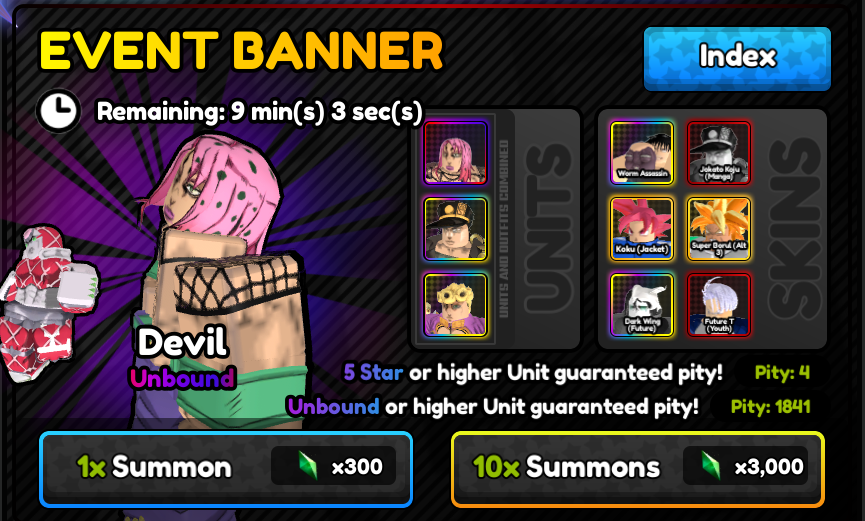 EVENT BANNER
Index
Remaining: 9 min(s) 3 sec(s)
UNITS AND OUTFITS COMBINED
UNITS
Worm Assassin
Jokato Koju
(Manga)
Koku (Jacket)
Super Borul (Alt
3)
Dark Wing
(Future)
Future T
(Youth)
SKINS
Devil
Unbound
5 Star or higher Unit guaranteed pity! Pity: 4
Unbound or higher Unit guaranteed pity! Pity: 1841
1x Summon x300
10x Summons x3,000